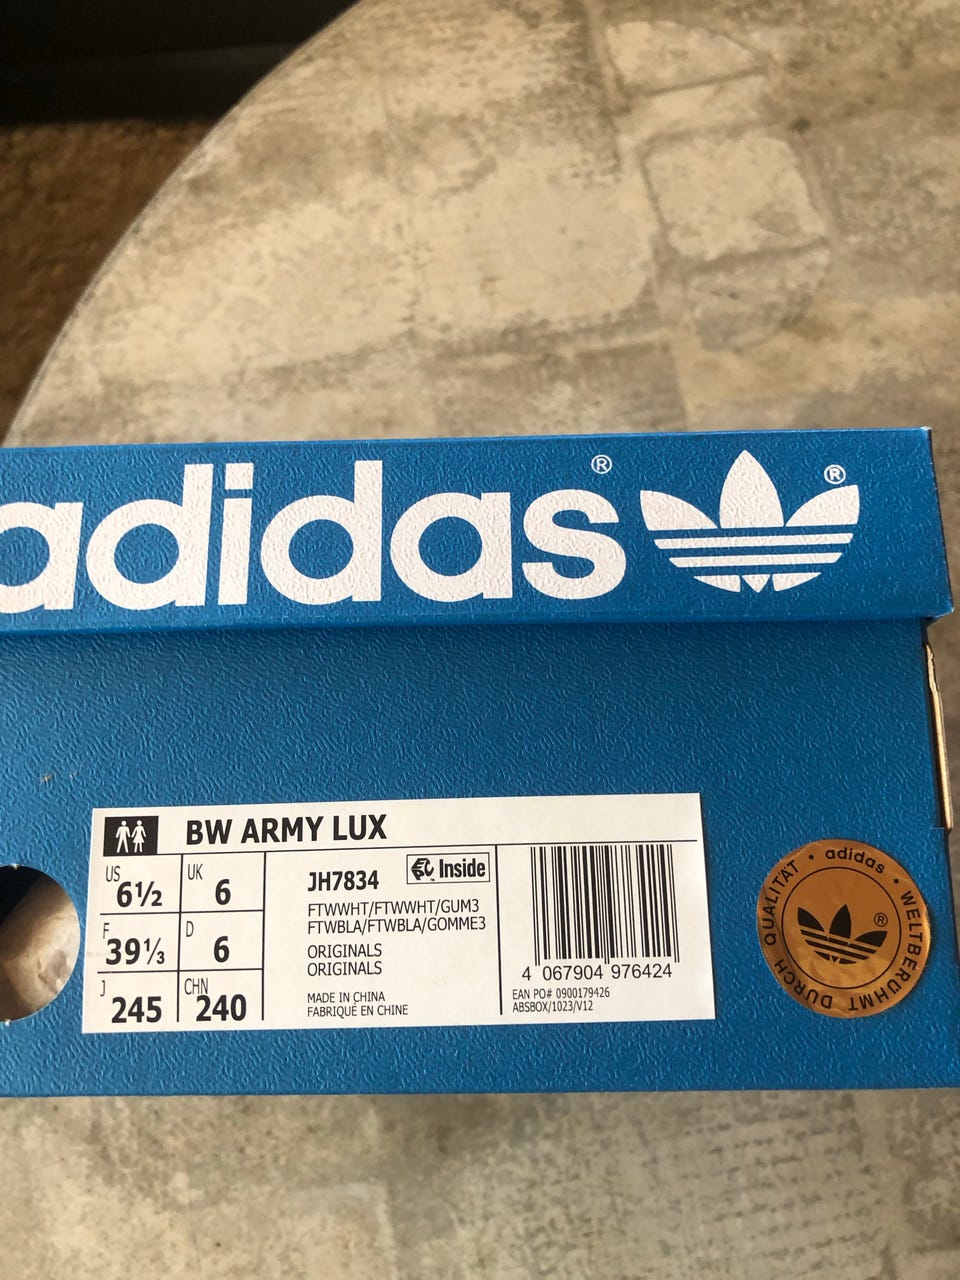 adidas®
®
BW ARMY LUX
US
6½
UK
6
F
39⅓
D
6
J
245
CHN
240
JH7834
Inside
FTWWHT/FTWWHT/GUM3
FTWBLA/FTWBLA/GOMME3
ORIGINALS
ORIGINALS
MADE IN CHINA
FABRIQUÉ EN CHINE
4 067904 976424
EAN PO# 0900179426
ABSBOX/1023/V12
adidas • WELTBERÜHMT DURCH QUALITÄT •
®